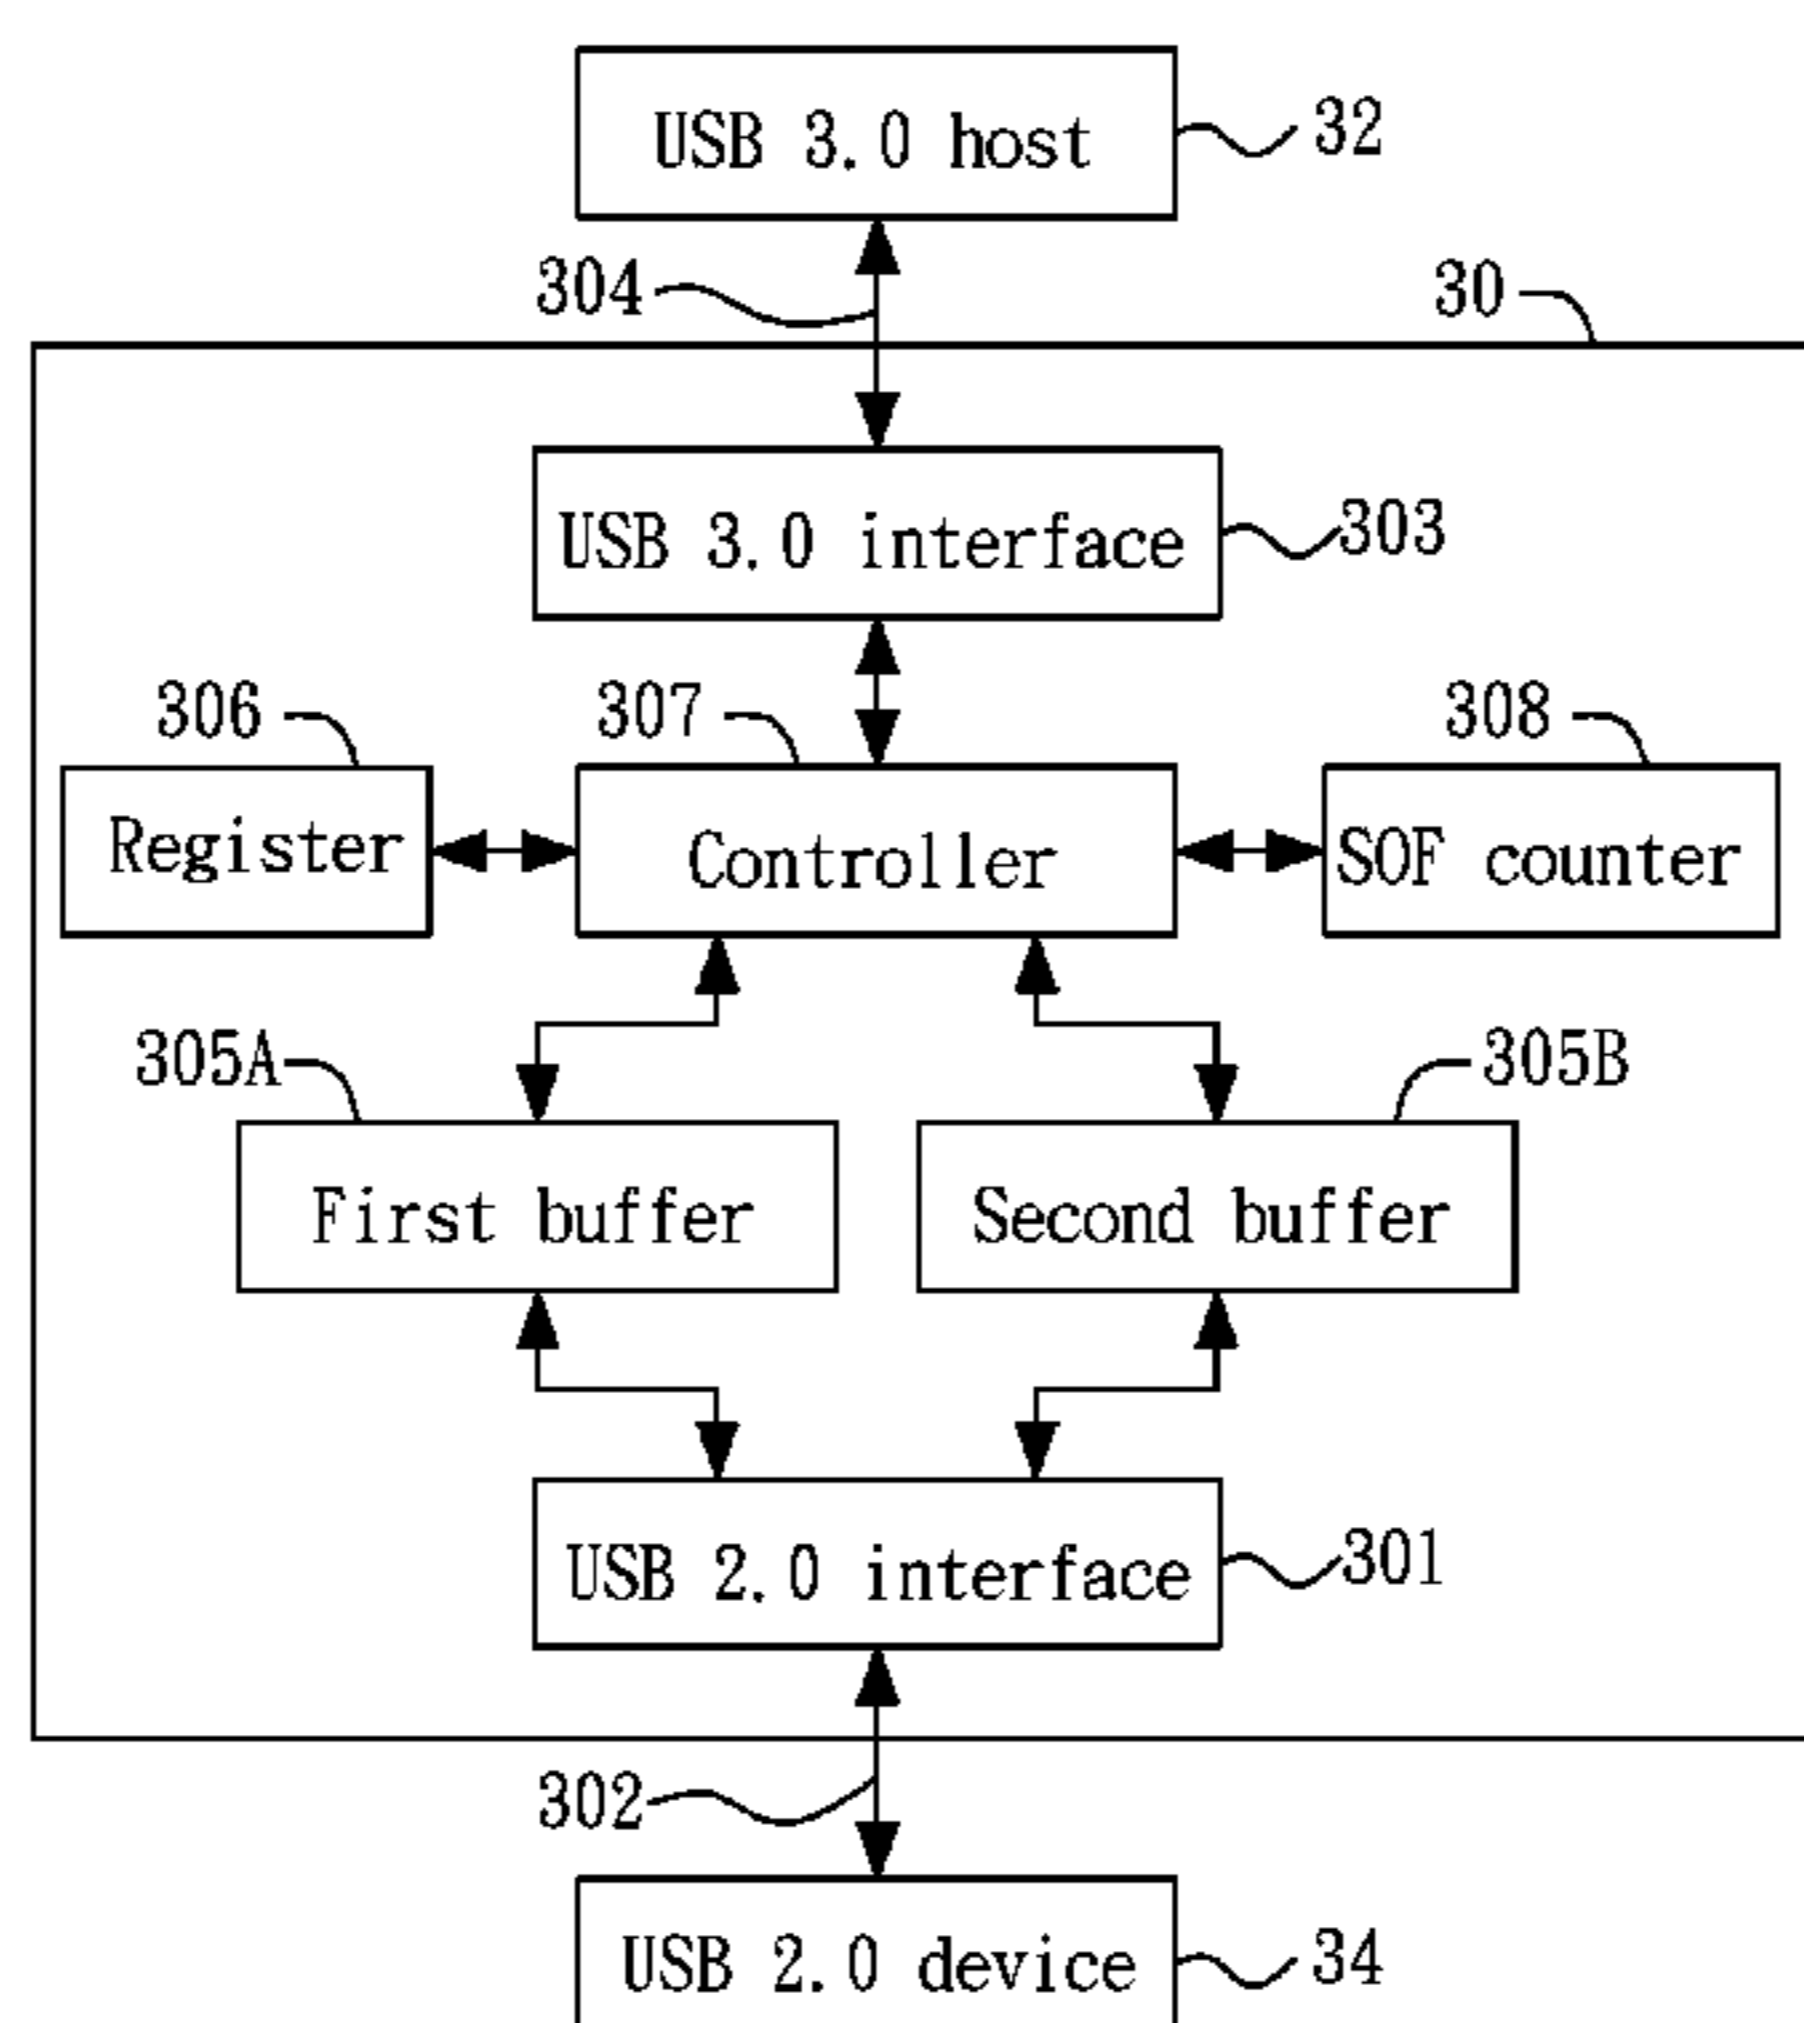 USB 3.0 host
32
304
30
USB 3.0 interface
303
306
307
308
Register
Controller
SOF counter
305A
305B
First buffer
Second buffer
USB 2.0 interface
301
302
USB 2.0 device
34